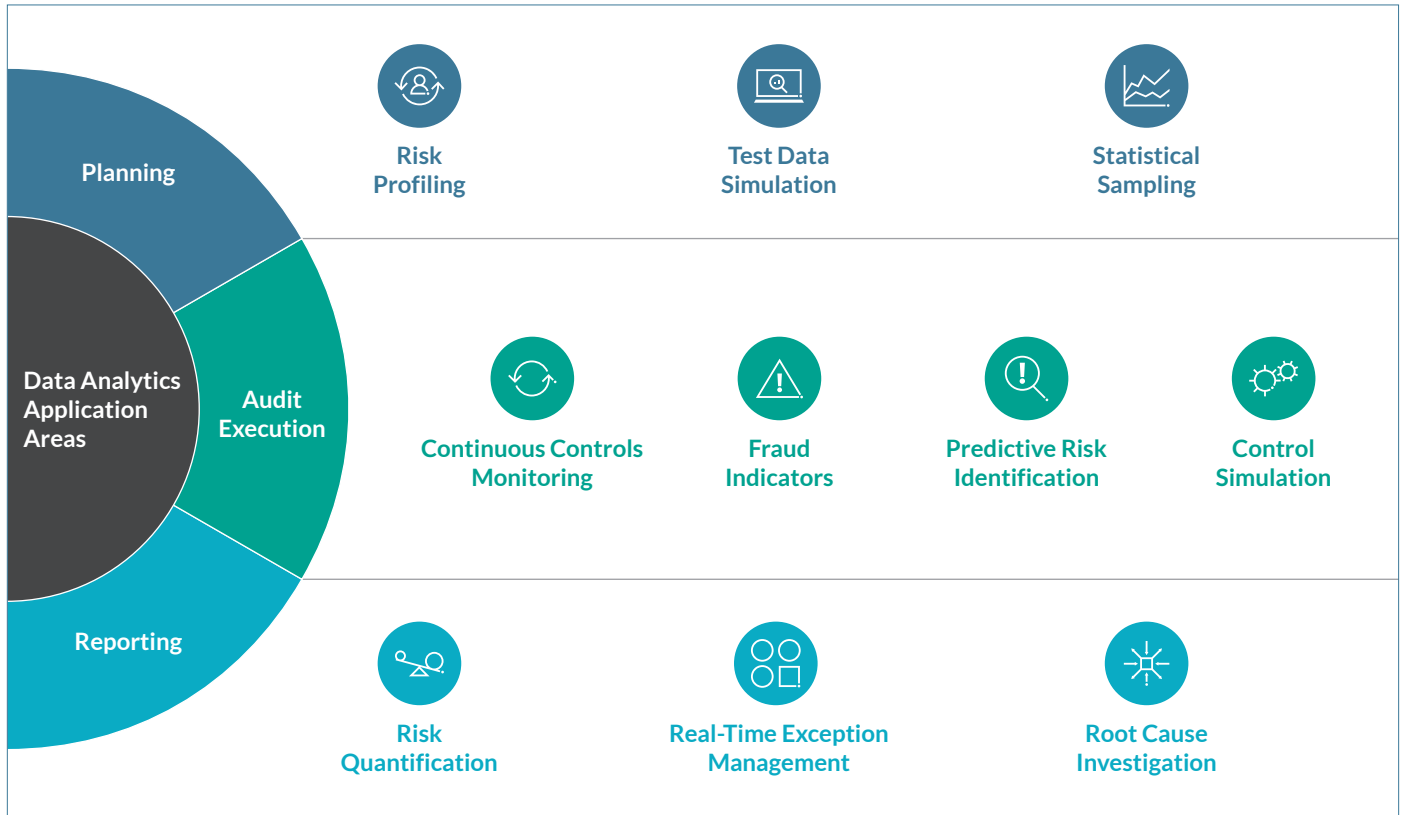 Planning
Risk
Profiling
Test Data
Simulation
Statistical
Sampling
Data Analytics
Application
Areas
Audit
Execution
Continuous Controls
Monitoring
Fraud
Indicators
Predictive Risk
Identification
Control
Simulation
Reporting
Risk
Quantification
Real-Time Exception
Management
Root Cause
Investigation